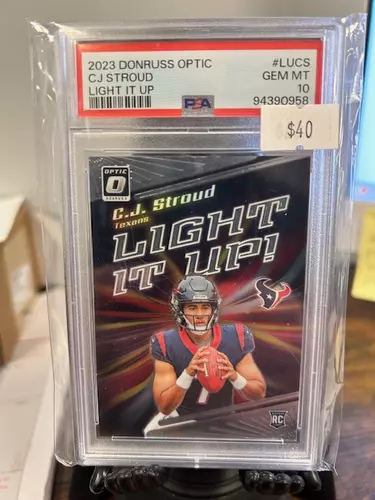 2023 DONRUSS OPTIC #LUCS
CJ STROUD GEM MT
LIGHT IT UP 10
PSA 94390958
$40
OPTIC
C.J. Stroud
Texans
LIGHT
IT UP!
7
RC